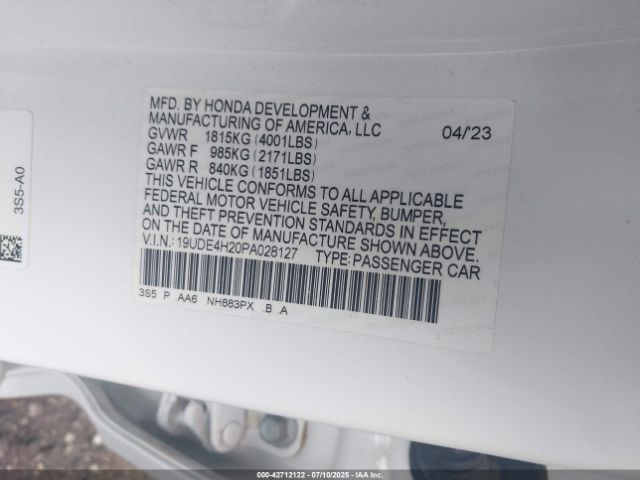 MFD. BY HONDA DEVELOPMENT &
MANUFACTURING OF AMERICA, LLC 04/'23
GVWR 1815KG(4001LBS)
GAWR F 985KG(2171LBS)
GAWR R 840KG(1851LBS)
THIS VEHICLE CONFORMS TO ALL APPLICABLE
FEDERAL MOTOR VEHICLE SAFETY, BUMPER,
AND THEFT PREVENTION STANDARDS IN EFFECT
ON THE DATE OF MANUFACTURE SHOWN ABOVE.
V.I.N.: 19UDE4H20PA028127 TYPE:PASSENGER CAR
3S5 P AA6 NH883PX .B .A
3S5-A0
000-42712122 - 07/10/2025 - IAAI.COM